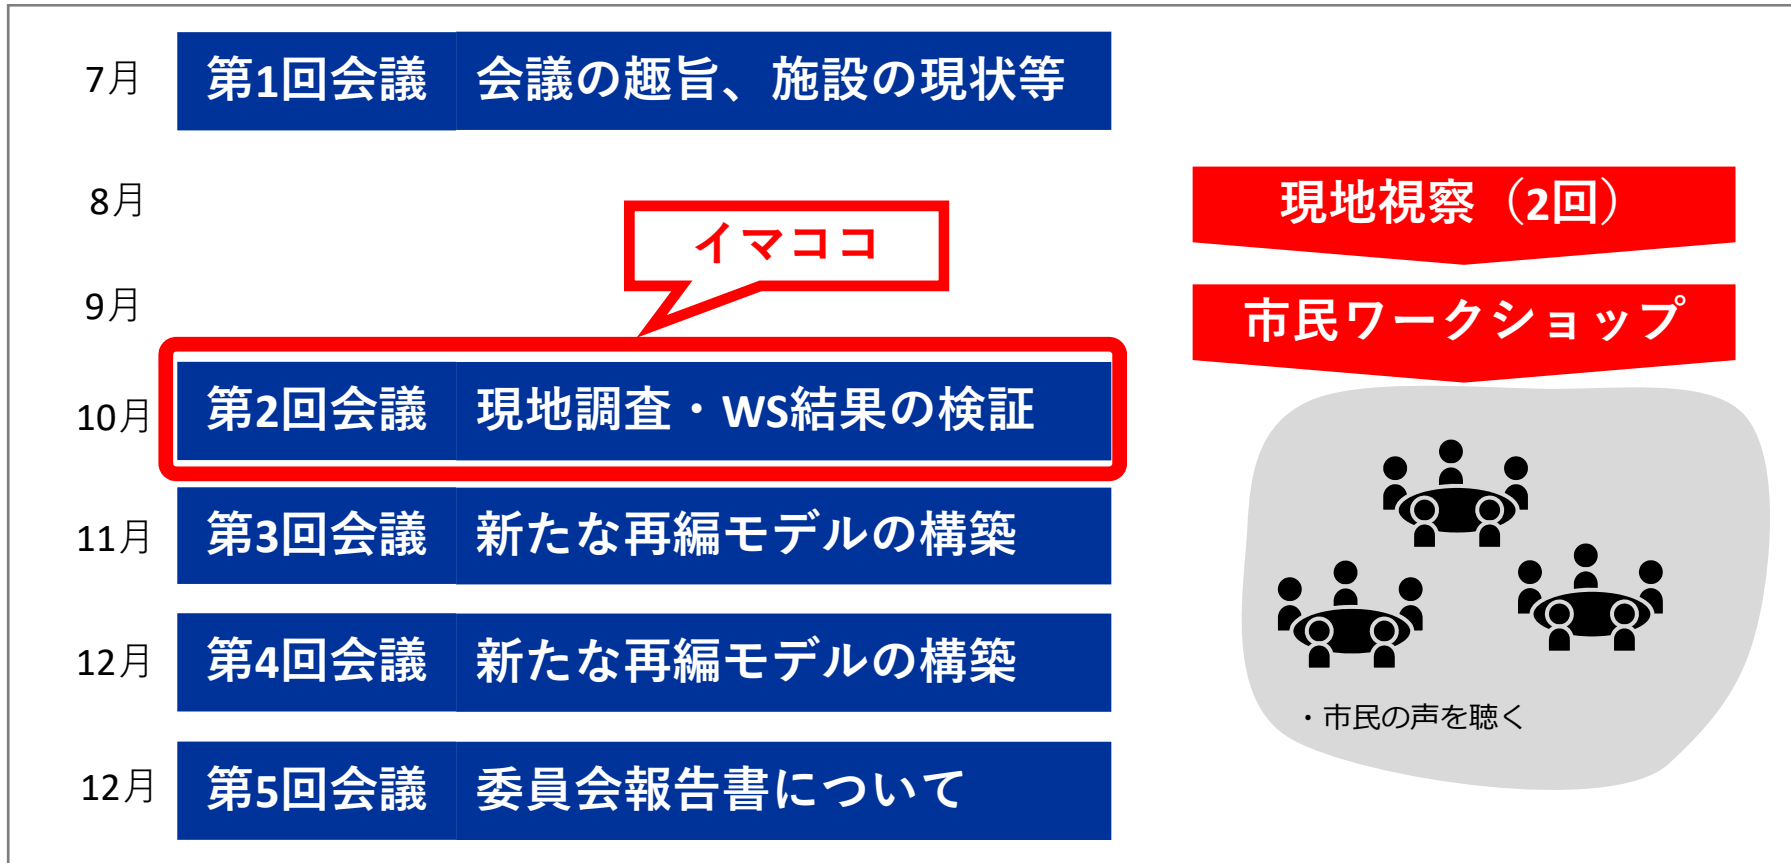 7月 第1回会議 会議の趣旨、施設の現状等
8月
現地視察（2回）
イマココ
9月
市民ワークショップ
10月 第2回会議 現地調査・WS結果の検証
11月 第3回会議 新たな再編モデルの構築
12月 第4回会議 新たな再編モデルの構築
・市民の声を聴く
12月 第5回会議 委員会報告書について